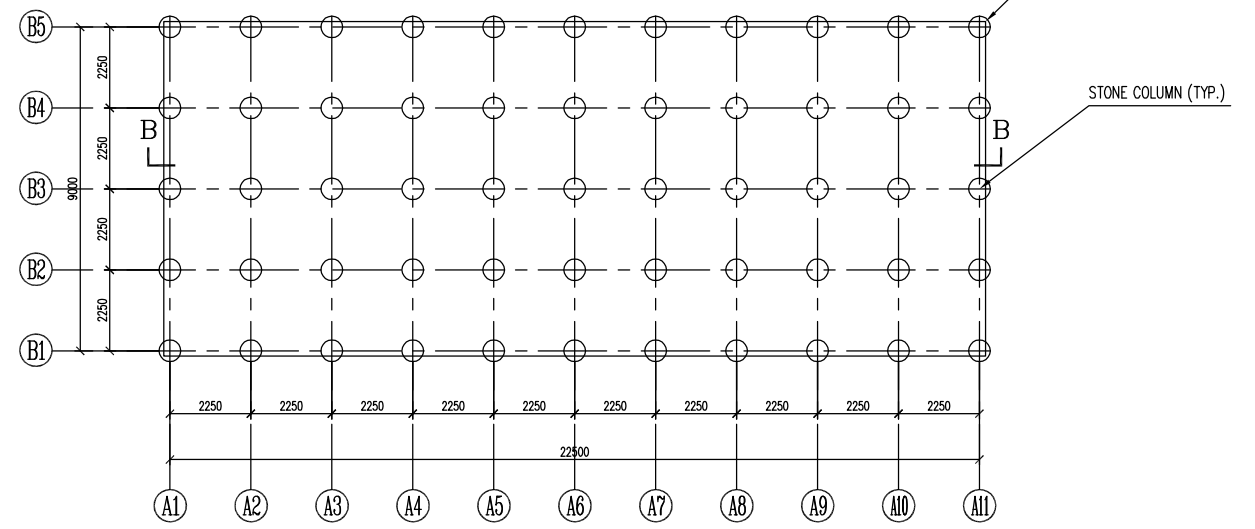 B5
2250
B4
STONE COLUMN (TYP.)
B B
2250
9000
B3
2250
B2
2250
B1
2250 2250 2250 2250 2250 2250 2250 2250 2250 2250
22500
A1 A2 A3 A4 A5 A6 A7 A8 A9 A10 A11